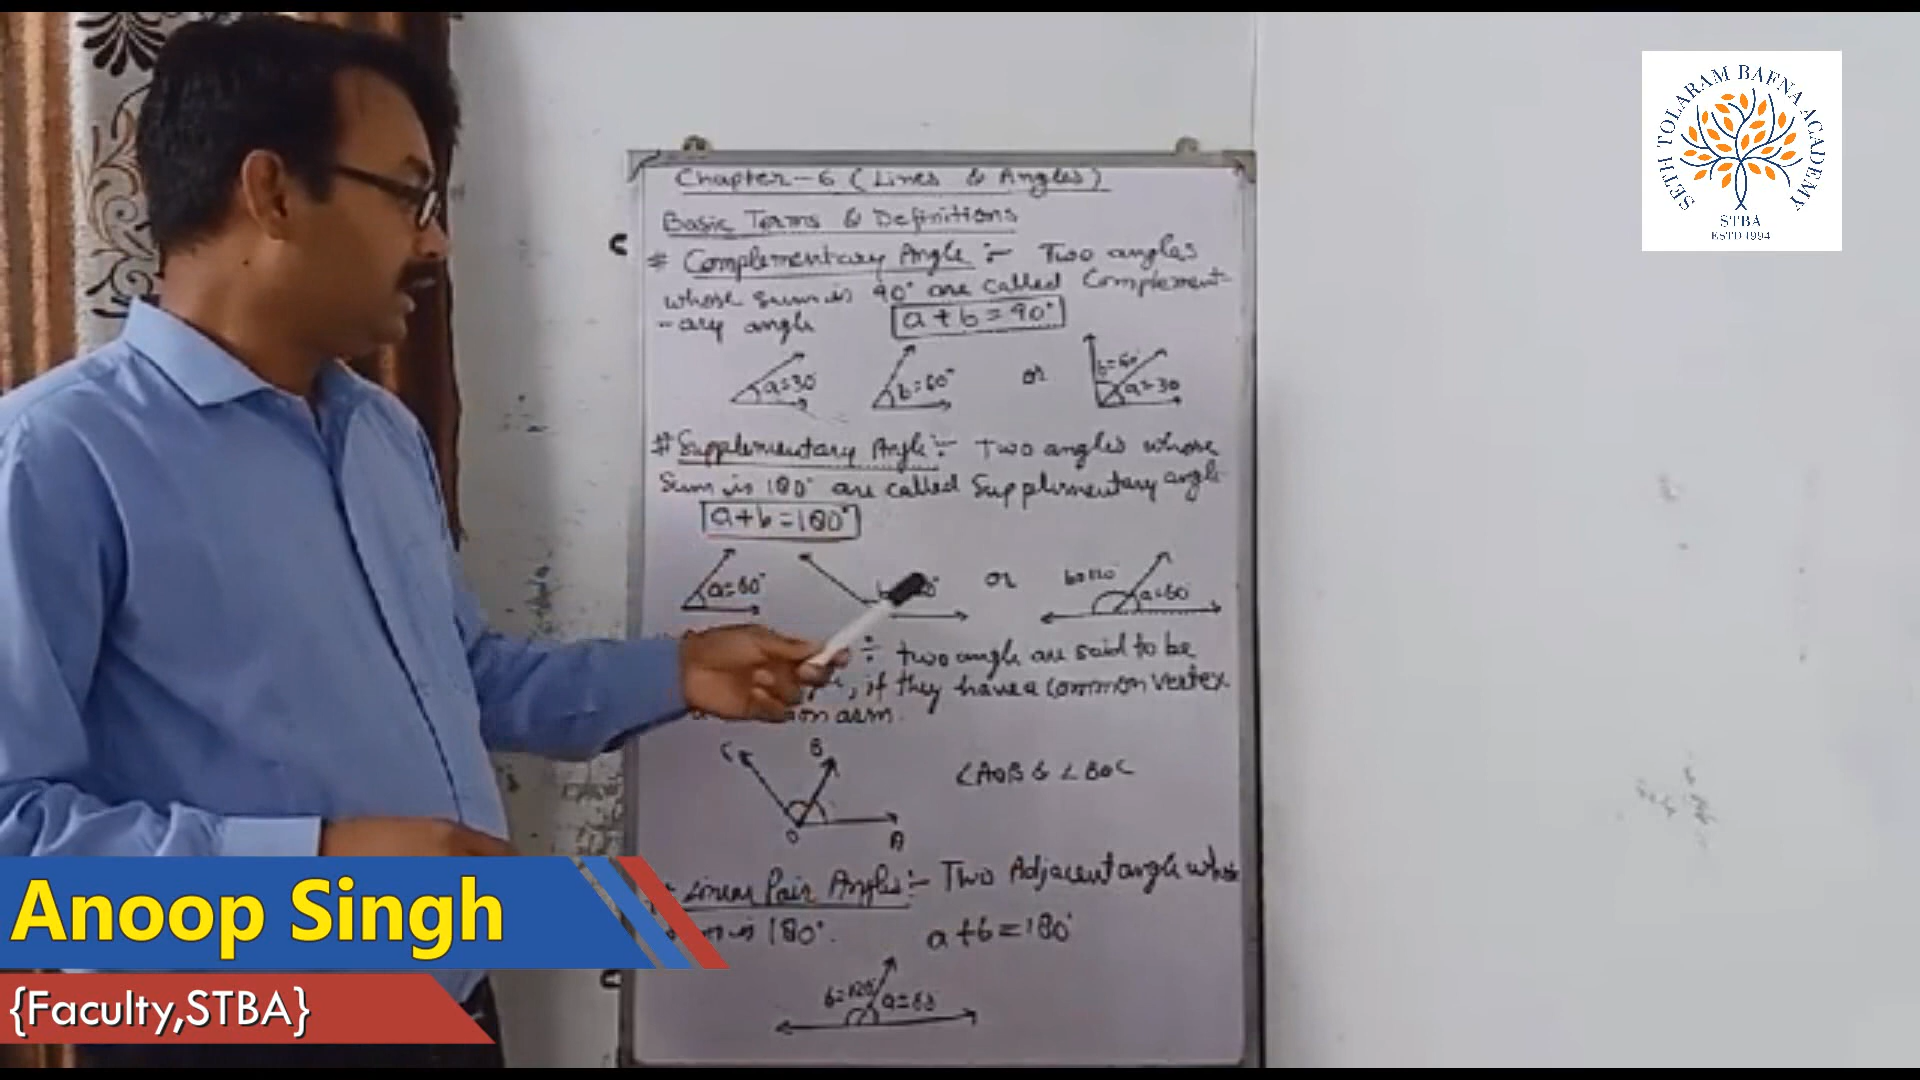 SETH TOLARAM BAFNA ACADEMY
STBA
ESTD 1994
Chapter-6 (Lines & Angles)
Basic Terms & Definitions
# Complementary Angle :- Two angles
whose sum is 90° are called Complement-
-ary angle a+b=90°
a=30° b=60° or b=60° a=30
# Supplementary Angle :- Two angles whose
Sum is 180° are called Supplementary angle
a+b=180°
a=60° b or b=120° a=60°
:- two angle are said to be
, if they have a common vertex
common arm.
C B
∠AOB & ∠BOC
O A
Linear Pair Angles :- Two Adjacent angle whose
sum is 180°. a+b=180°
b=120° a=60°
Anoop Singh
{Faculty,STBA}